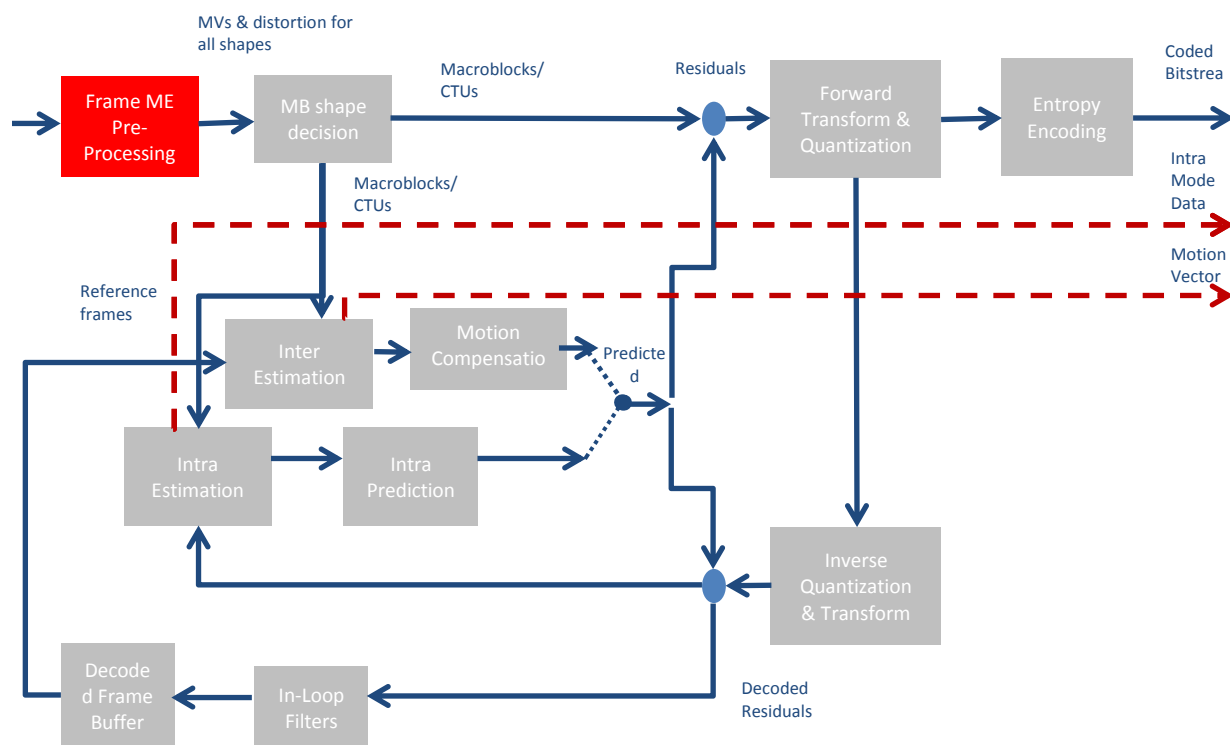 MVs & distortion for
all shapes
Frame ME
Pre-
Processing
MB shape
decision
Macroblocks/
CTUs
Residuals
Forward
Transform &
Quantization
Entropy
Encoding
Coded
Bitstrea
Macroblocks/
CTUs
Intra
Mode
Data
Motion
Vector
Reference
frames
Inter
Estimation
Motion
Compensatio
Predicte
d
Intra
Estimation
Intra
Prediction
Inverse
Quantization
& Transform
Decode
d Frame
Buffer
In-Loop
Filters
Decoded
Residuals